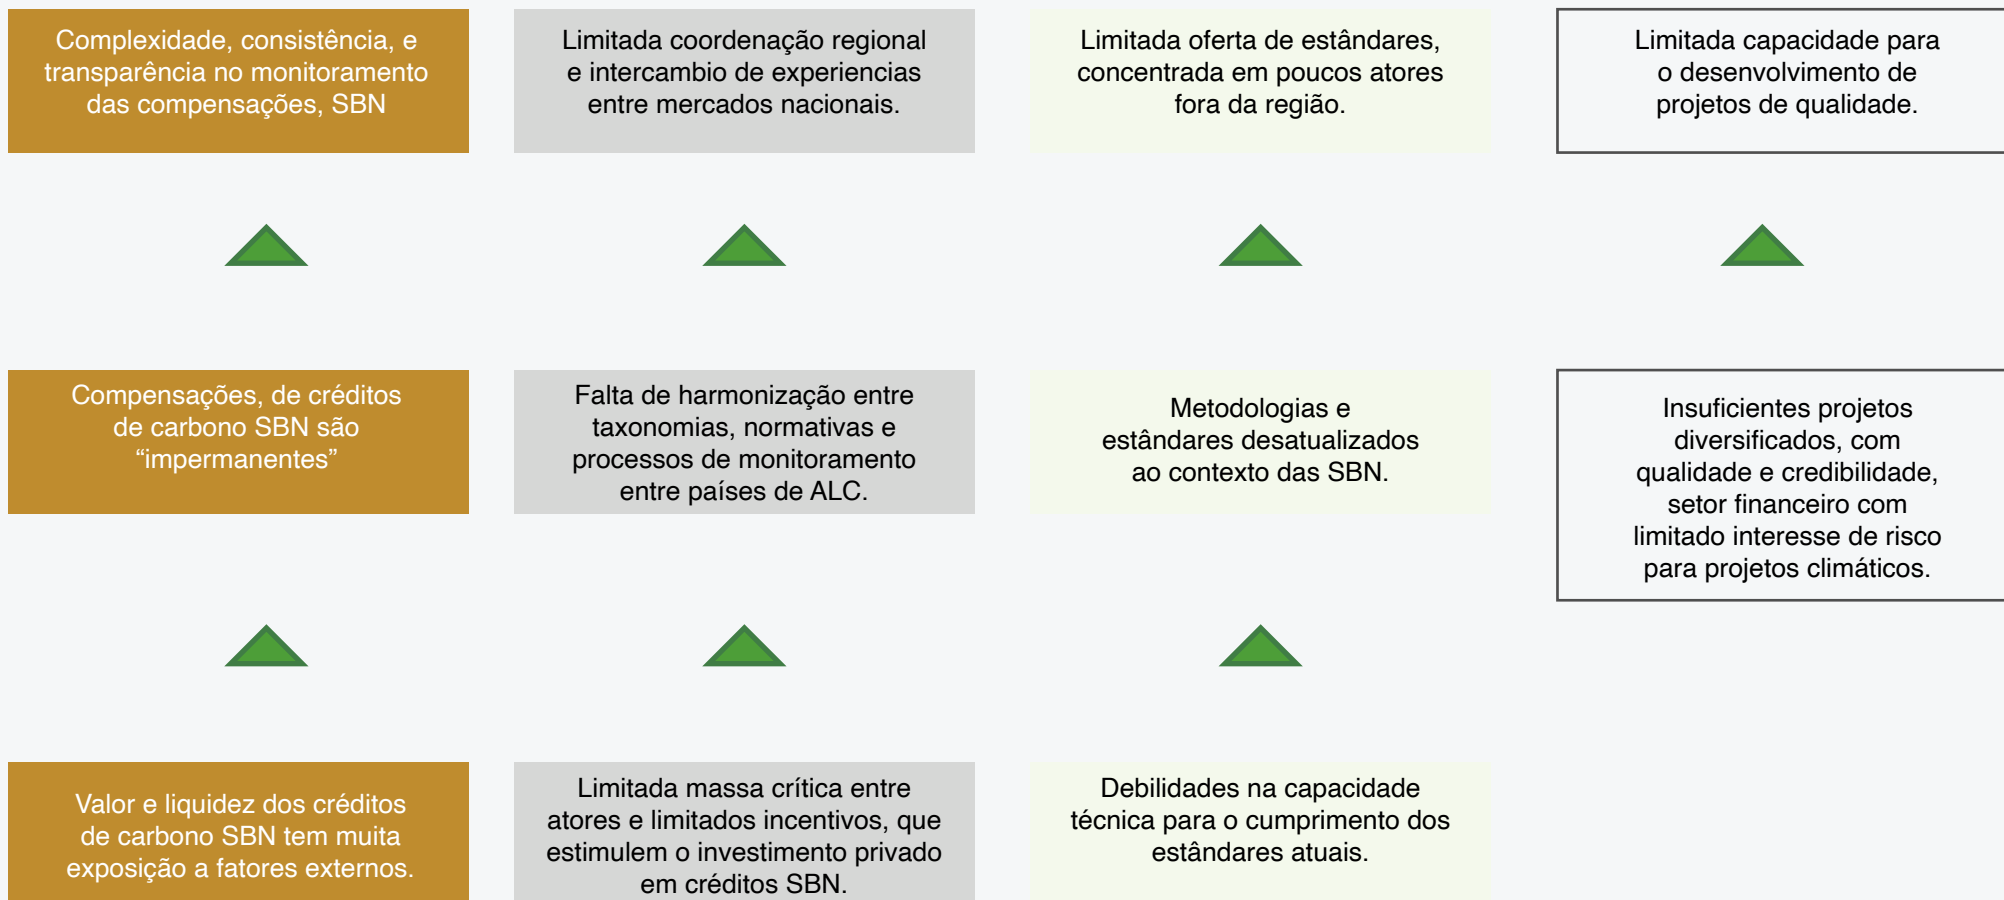 Complexidade, consistência, e
transparência no monitoramento
das compensações, SBN
Limitada coordenação regional
e intercambio de experiencias
entre mercados nacionais.
Limitada oferta de estândares,
concentrada em poucos atores
fora da região.
Limitada capacidade para
o desenvolvimento de
projetos de qualidade.
Compensações, de créditos
de carbono SBN são
“impermanentes”
Falta de harmonização entre
taxonomias, normativas e
processos de monitoramento
entre países de ALC.
Metodologias e
estândares desatualizados
ao contexto das SBN.
Insuficientes projetos
diversificados, com
qualidade e credibilidade,
setor financeiro com
limitado interesse de risco
para projetos climáticos.
Valor e liquidez dos créditos
de carbono SBN tem muita
exposição a fatores externos.
Limitada massa crítica entre
atores e limitados incentivos, que
estimulem o investimento privado
em créditos SBN.
Debilidades na capacidade
técnica para o cumprimento dos
estândares atuais.